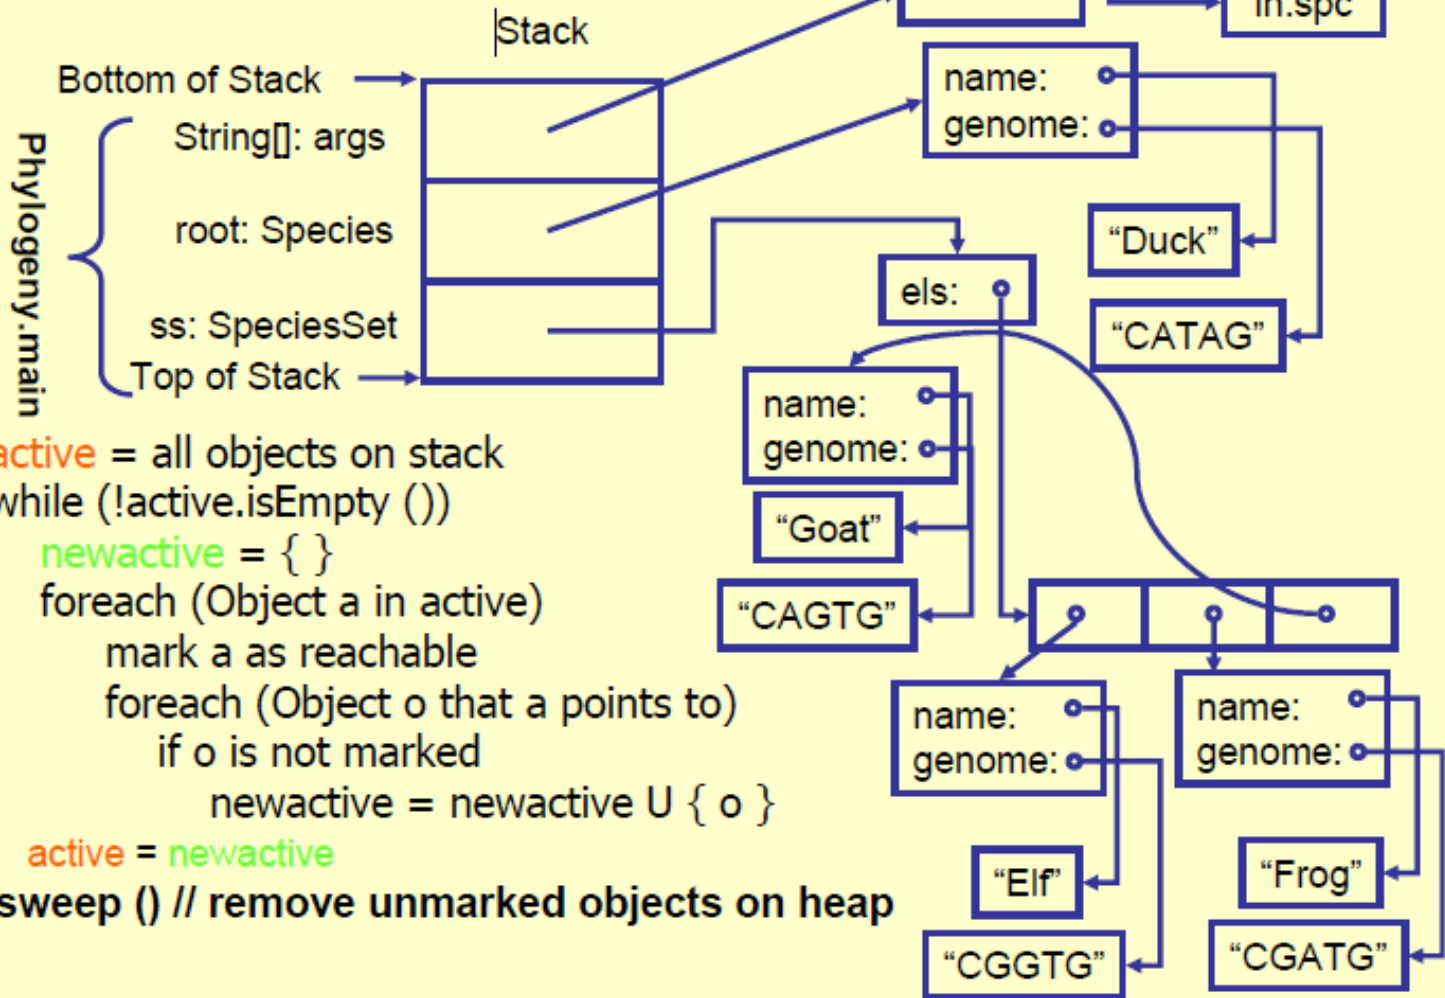 Stack
in.spc
Bottom of Stack
String[]: args
root: Species
ss: SpeciesSet
Top of Stack
Phylogeny.main
name:
genome:
"Duck"
"CATAG"
els:
name:
genome:
"Goat"
"CAGTG"
name:
genome:
"Elf"
"CGGTG"
name:
genome:
"Frog"
"CGATG"
active = all objects on stack
while (!active.isEmpty ())
newactive = { }
foreach (Object a in active)
mark a as reachable
foreach (Object o that a points to)
if o is not marked
newactive = newactive U { o }
active = newactive
sweep () // remove unmarked objects on heap